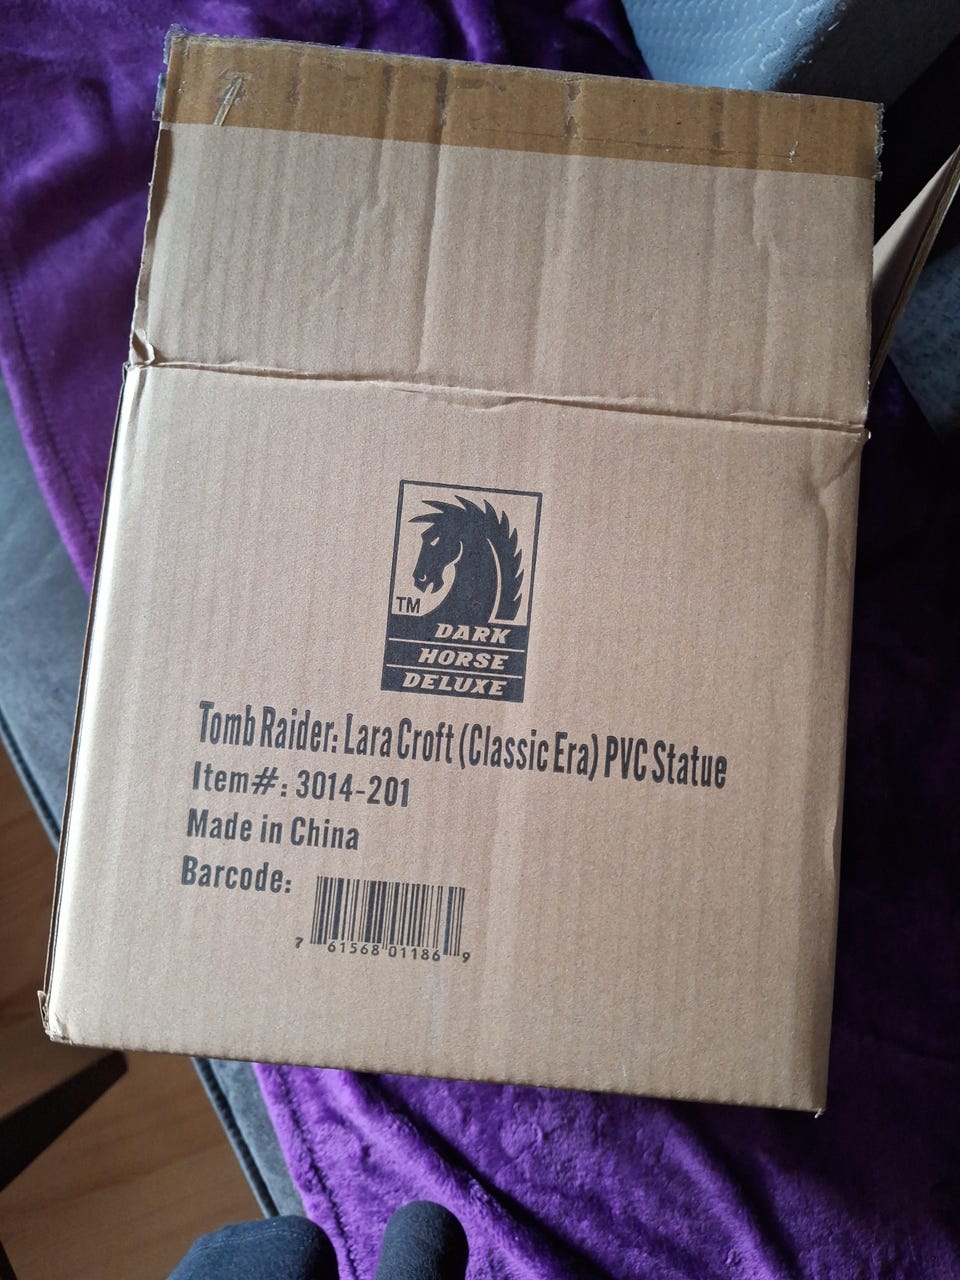 TM
DARK
HORSE
DELUXE
Tomb Raider: Lara Croft (Classic Era) PVC Statue
Item#: 3014-201
Made in China
Barcode:
7 61568 01186 9